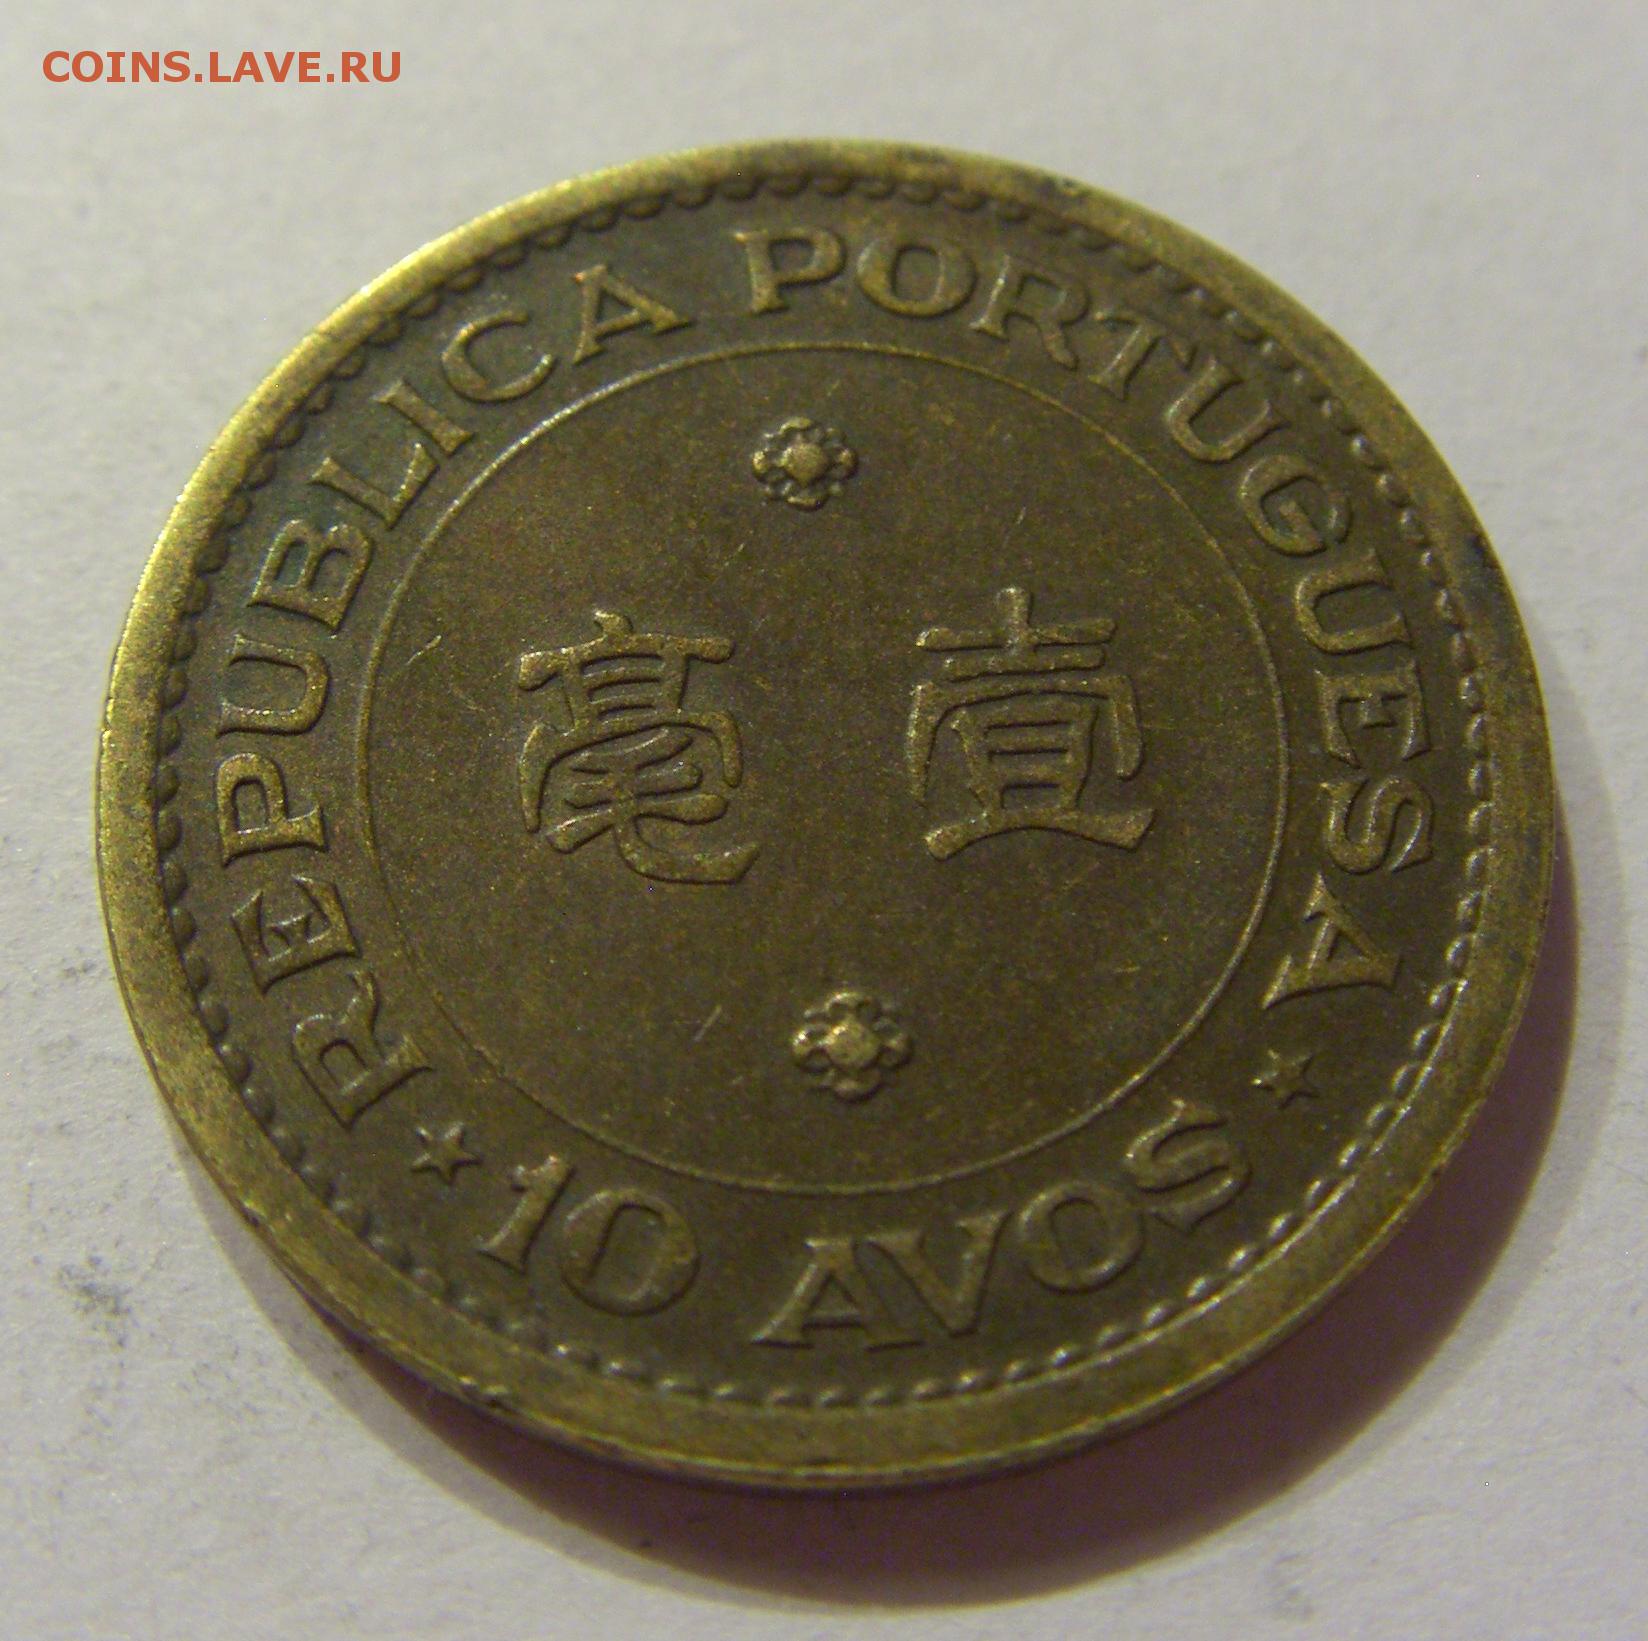 COINS.LAVE.RU
REPUBLICA PORTUGUESA
毫 壹
★ 10 AVOS ★